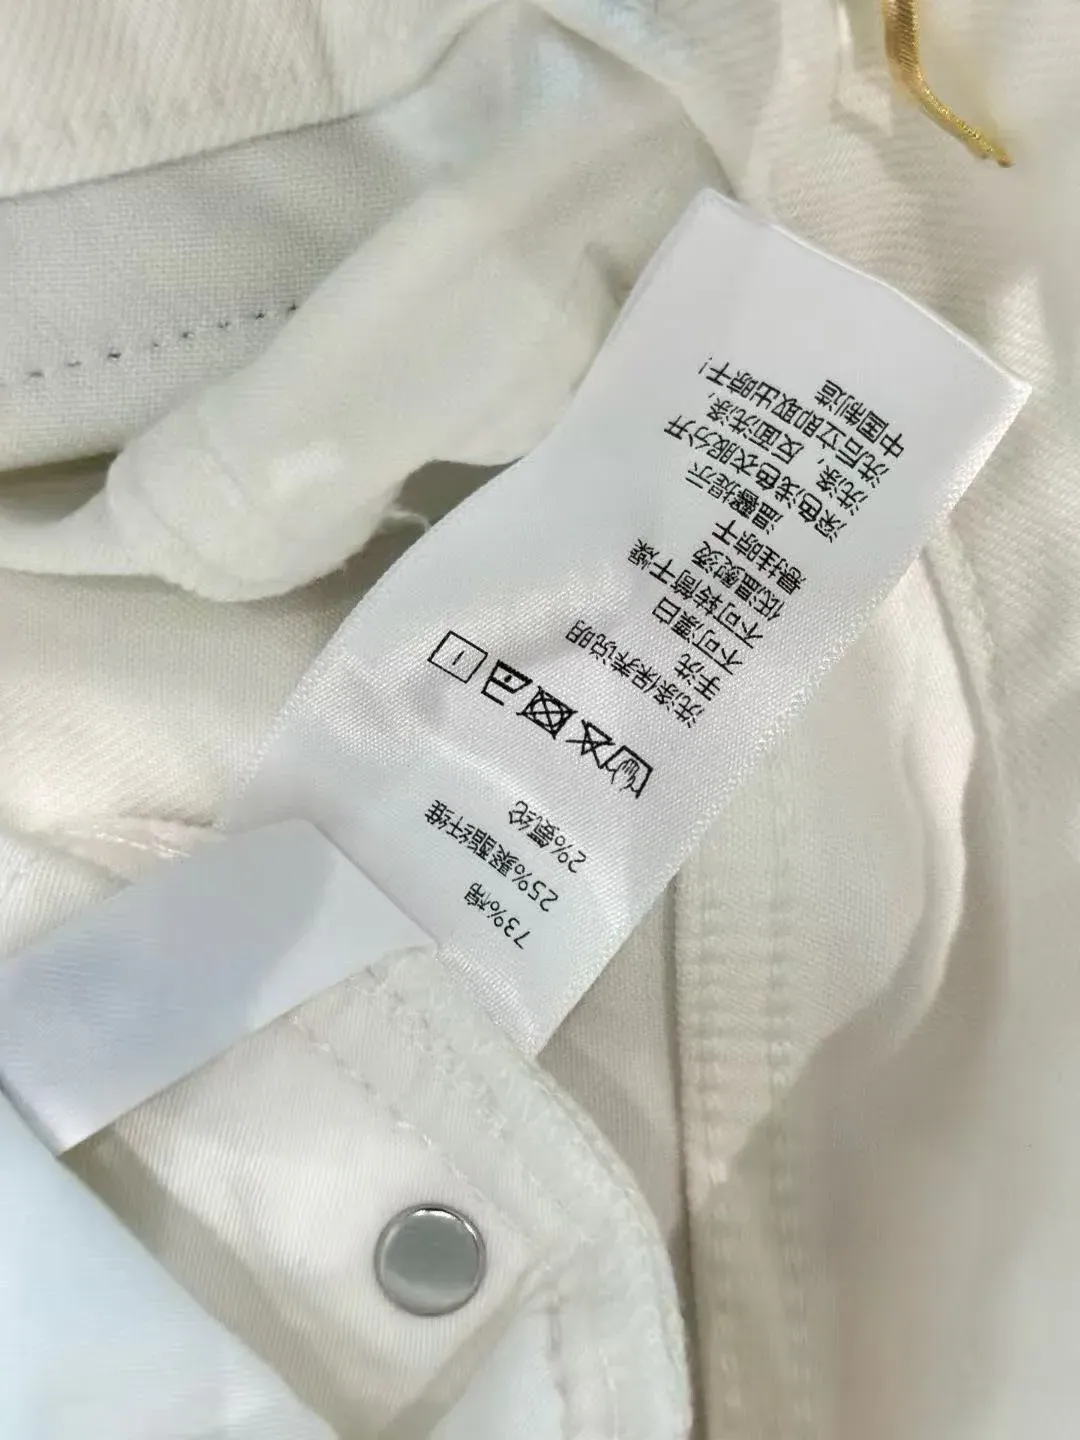 73%棉
25%聚酯纤维
2%氨纶
洗涤保养说明
手洗
不可漂白
不可转筒干燥
低温熨烫
悬挂晾干
温馨提示
深色浅色衣服分开
洗涤，反面洗涤，
洗后立即取出晾干！
中国制造